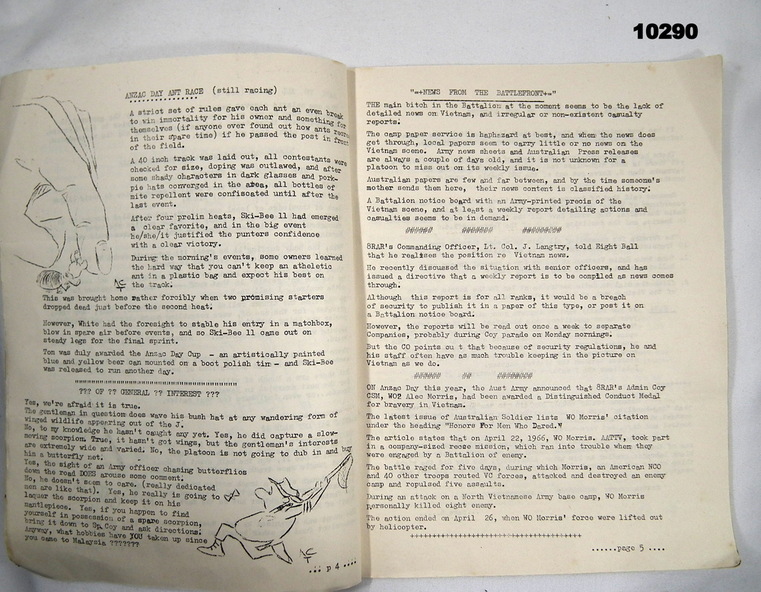 10290
ANZAC DAY ANT RACE (still racing)
A strict set of rules gave each ant an even break
to win immortality for his owner and something for
themselves (if anyone ever found out how ants
in their spare time) if he passed the post in front
of the field.
A 40 inch track was laid out, all contestants were
checked for size, doping was outlawed, and after
some shady characters in dark glasses and pork-
pie hats converged in the area, all bottles of
mite repellent were confiscated until after the
last event.
After four prelim heats, Ski-Bee ll had emerged
a clear favorite, and in the big event
he/she/it justified the punters confidence
with a clear victory.
During the morning's events, some owners learned
the hard way that you can't keep an atheletic
ant in a plastic bag and expect his best on
the track.
This was brought home rather forcibly when two promising starters
dropped dead just before the second heat.
However, White had the foresight to stable his entry in a matchbox,
blow in spare air before events, and so Ski-Bee ll came out on
steady legs for the final sprint.
Tom was duly awarded the Anzac Day Cup - an artistically painted
blue and yellow beer can mounted on a boot polish tin - and Ski-Bee
was released to run another day.
??? OF ?? GENERAL ?? INTEREST ???
Yes, we're afraid it is true.
The gentleman in question does wave his bush hat at any wandering form of
winged wildlife appearing out of the J.
No, to my knowledge he hasn't caught any yet. Yes, he did capture a slow-
moving scorpion. True, it hasn't got wings, but the gentleman's interests
are extremely wide and varied. No, the platoon is not going to dub in and buy
him a butterfly net.
Yes, the sight of an Army officer chasing butterflies
down the road DOES arouse some comment.
No, he doesn't seem to care. (really dedicated
men are like that). Yes, he really is going to
laquer the scorpion and keep it on his
mantlepiece. Yes, if you happen to find
yourself in possession of a spare scorpion,
bring it down to Sp Coy and ask directions.
Anyway, what hobbies have YOU taken up since
you came to Malaysia ???????
... p 4 ....
"=+NEWS FROM THE BATTLEFRONT+="
THE main bitch in the Battalion at the moment seems to be the lack of
detailed news on Vietnam, and irregular or non-existent casualty
reports.
The camp paper service is haphazard at best, and when the news does
get through, local papers seem to carry little or no news on the
Vietnam scene. Army news sheets and Australian Press releases
are always a couple of days old, and it is not unknown for a
platoon to miss out on its weekly issue.
Australian papers are few and far between, and by the time someone's
mother sends them here, their news content is classified history.
A Battalion notice board with an Army-printed precis of the
Vietnam scene, and at least a weekly report detailing actions and
casualties seems to be in demand.
@@@@@@ @@@@@@@ @@@@@@@@@
8RAR's Commanding Officer, Lt. Col. J. Langtry, told Eight Ball
that he realises the position re Vietnam news.
He recently discussed the situation with senior officers, and has
issued a directive that a weekly report is to be compiled as news comes
through.
Although this report is for all ranks, it would be a breach
of security to publish it in a paper of this type, or post it on
a Battalion notice board.
However, the reports will be read out once a week to separate
Companies, probably during Coy parade on Monday mornings.
But the CO points out that because of security regulations, he and
his staff often have as much trouble keeping in the picture on
Vietnam as we do.
@@@@@@ @@ @@@@@@@@
ON Anzac Day this year, the Aust Army announced that 8RAR's Admin Coy
CSM, WO2 Alec Morris, had been awarded a Distinguished Conduct Medal
for bravery in Vietnam.
The latest issue of Australian Soldier lists WO Morris' citation
under the heading "Honors For Men Who Dared."
The article states that on April 22, 1966, WO Morris. AATTV, took part
in a company-sized recce mission, which ran into trouble when they
were engaged by a Battalion of enemy.
The battle raged for five days, during which Morris, an American NCO
and 40 other troops routed VC forces, attacked and destroyed an enemy
camp and repulsed five assaults.
During an attack on a North Vietnamese Army base camp, WO Morris
personally killed eight enemy.
The action ended on April 26, when WO Morris' force were lifted out
by helicopter.
++++++++++++++++++++++++++++++++++
......page 5 ....